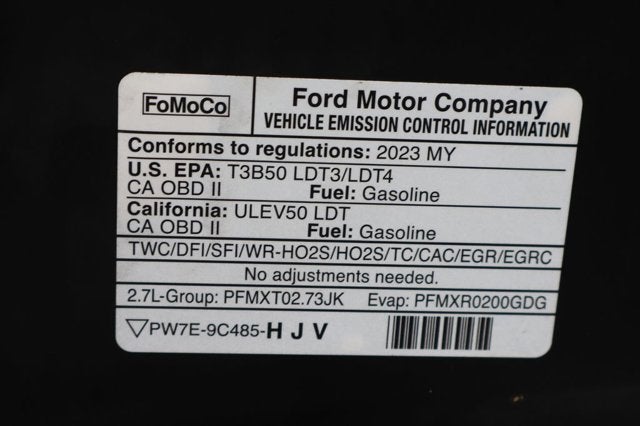 FoMoCo
Ford Motor Company
VEHICLE EMISSION CONTROL INFORMATION
Conforms to regulations: 2023 MY
U.S. EPA: T3B50 LDT3/LDT4
CA OBD II Fuel: Gasoline
California: ULEV50 LDT
CA OBD II Fuel: Gasoline
TWC/DFI/SFI/WR-HO2S/HO2S/TC/CAC/EGR/EGRC
No adjustments needed.
2.7L-Group: PFMXT02.73JK Evap: PFMXR0200GDG
▽PW7E-9C485-HJV